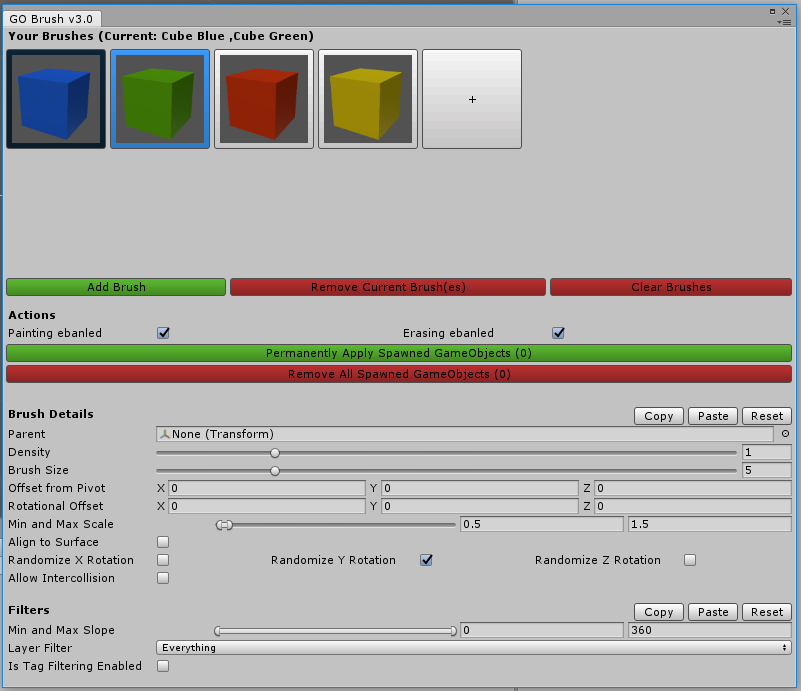 GO Brush v3.0
Your Brushes (Current: Cube Blue ,Cube Green)
+
Add Brush Remove Current Brush(es) Clear Brushes
Actions
Painting ebanled Erasing ebanled
Permanently Apply Spawned GameObjects (0)
Remove All Spawned GameObjects (0)
Brush Details Copy Paste Reset
Parent None (Transform)
Density 1
Brush Size 5
Offset from Pivot X 0 Y 0 Z 0
Rotational Offset X 0 Y 0 Z 0
Min and Max Scale 0.5 1.5
Align to Surface
Randomize X Rotation Randomize Y Rotation Randomize Z Rotation
Allow Intercollision
Filters Copy Paste Reset
Min and Max Slope 0 360
Layer Filter Everything
Is Tag Filtering Enabled